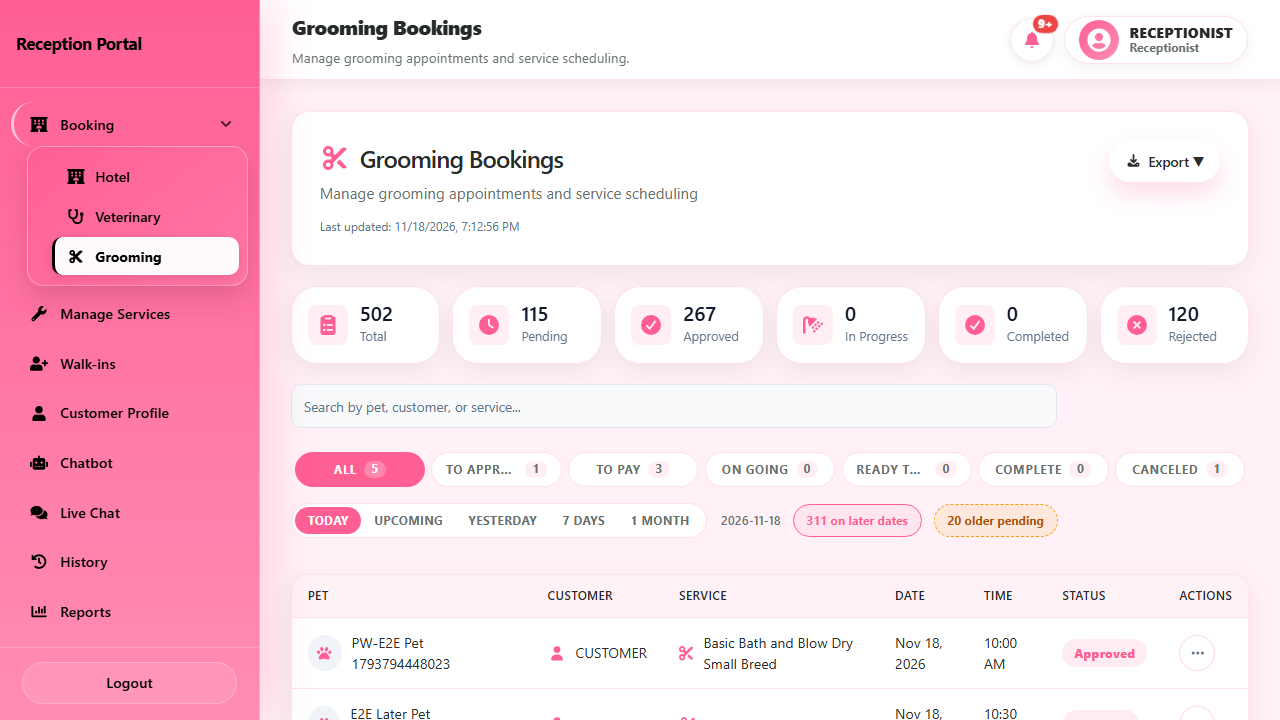 Reception Portal
Booking
Hotel
Veterinary
Grooming
Manage Services
Walk-ins
Customer Profile
Chatbot
Live Chat
History
Reports
Logout
Grooming Bookings
Manage grooming appointments and service scheduling.
9+
RECEPTIONIST
Receptionist
Grooming Bookings
Manage grooming appointments and service scheduling
Last updated: 11/18/2026, 7:12:56 PM
Export ▼
502
Total
115
Pending
267
Approved
0
In Progress
0
Completed
120
Rejected
Search by pet, customer, or service...
ALL 5
TO APPR... 1
TO PAY 3
ON GOING 0
READY T... 0
COMPLETE 0
CANCELED 1
TODAY UPCOMING YESTERDAY 7 DAYS 1 MONTH 2026-11-18 311 on later dates 20 older pending
PET CUSTOMER SERVICE DATE TIME STATUS ACTIONS
PW-E2E Pet
1793794448023
CUSTOMER
Basic Bath and Blow Dry
Small Breed
Nov 18,
2026
10:00
AM
Approved
E2E Later Pet
Nov 18,
10:30